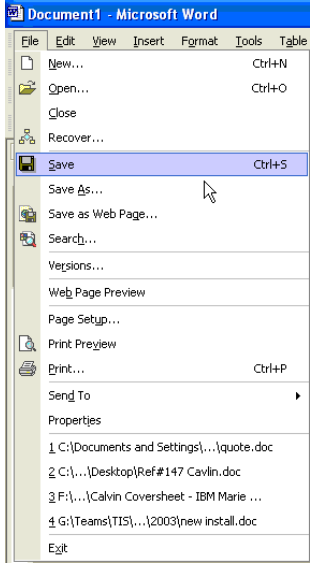 Document1 - Microsoft Word
File Edit View Insert Format Tools Table
New... Ctrl+N
Open... Ctrl+O
Close
Recover...
Save Ctrl+S
Save As...
Save as Web Page...
Search...
Versions...
Web Page Preview
Page Setup...
Print Preview
Print... Ctrl+P
Send To
Properties
1 C:\Documents and Settings\...\quote.doc
2 C:\...\Desktop\Ref#147 Cavlin.doc
3 F:\...\Calvin Coversheet - IBM Marie ...
4 G:\Teams\TIS\...\2003\new install.doc
Exit